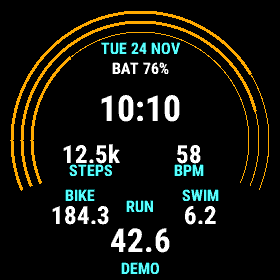 TUE 24 NOV
BAT 76%
10:10
12.5k 58
STEPS BPM
BIKE RUN SWIM
184.3 6.2
42.6
DEMO